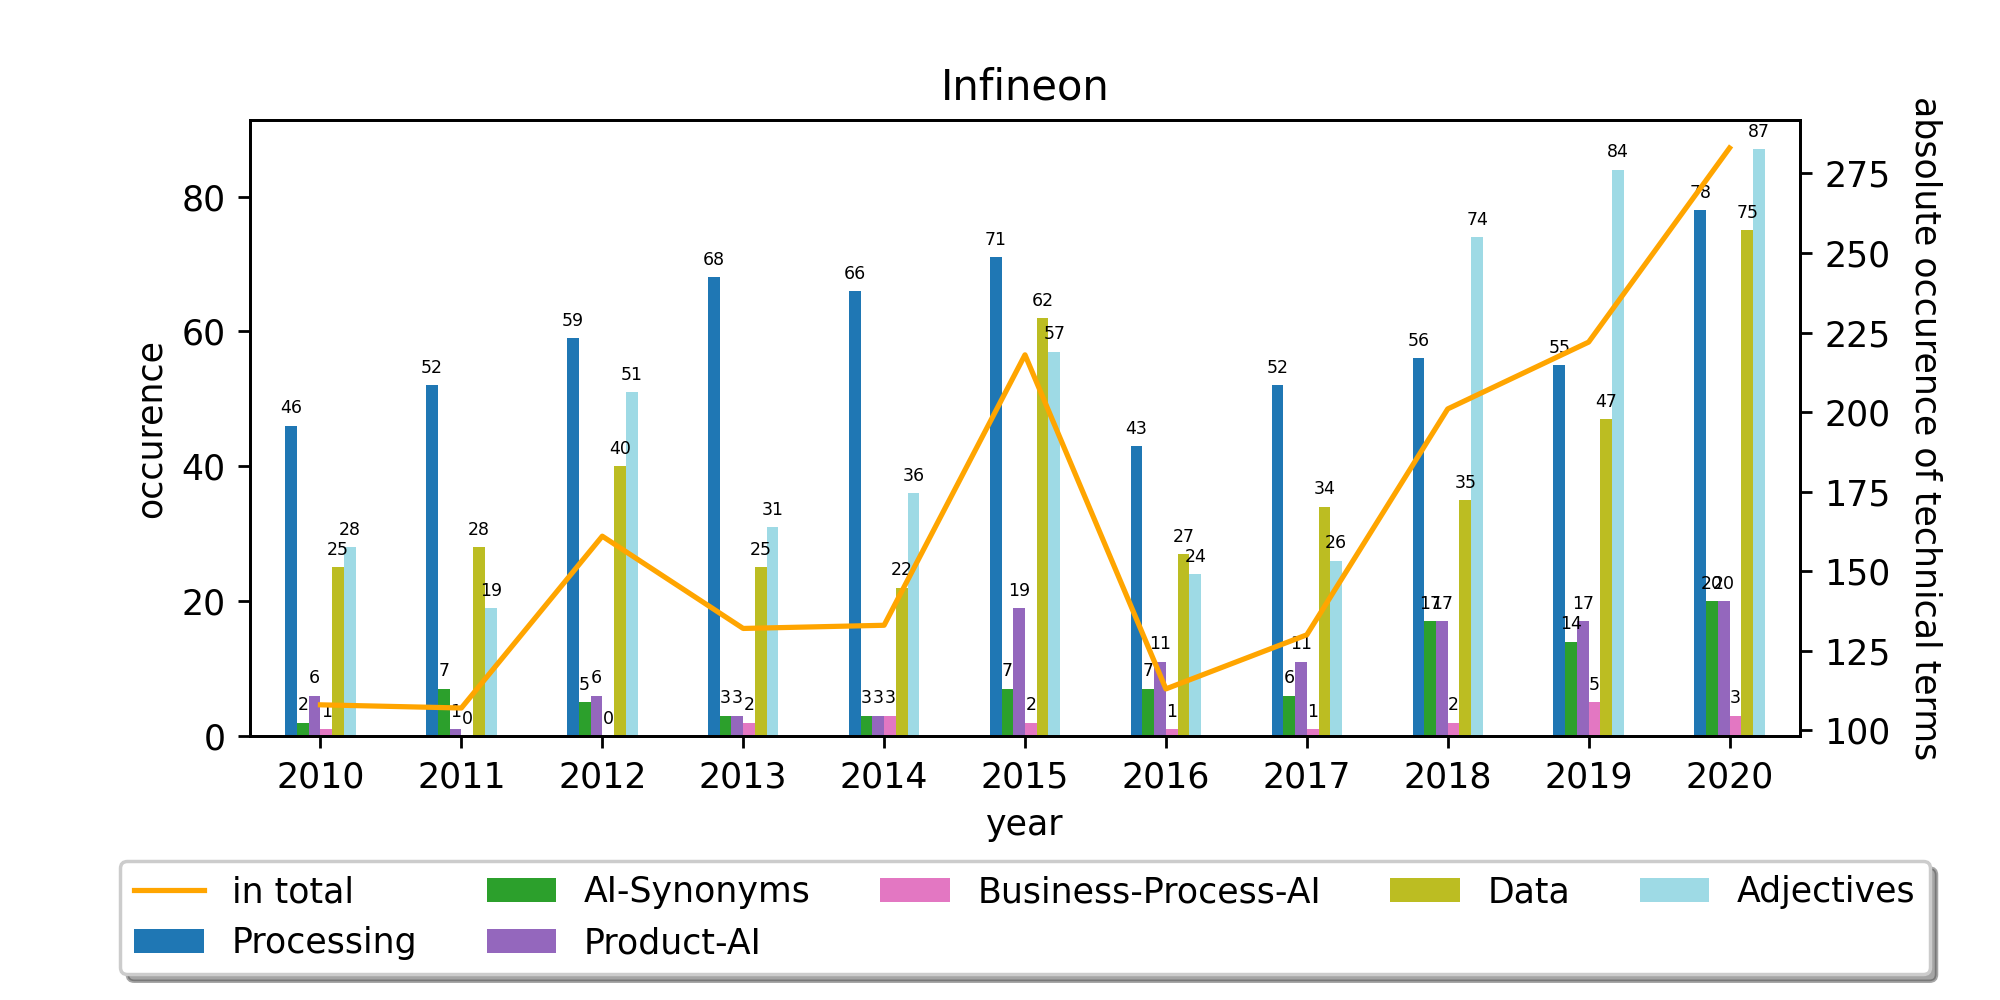 Infineon
occurence
absolute occurence of technical terms
80
60
40
20
0
275
250
225
200
175
150
125
100
46 2 6 1 25 28
52 7 1 0 28 19
59 5 6 0 40 51
68 3 3 2 25 31
66 3 3 3 22 36
71 7 19 2 62 57
43 7 11 1 27 24
52 6 11 1 34 26
56 17 17 2 35 74
55 14 17 5 47 84
78 20 20 3 75 87
2010 2011 2012 2013 2014 2015 2016 2017 2018 2019 2020
year
in total AI-Synonyms Business-Process-AI Data Adjectives
Processing Product-AI